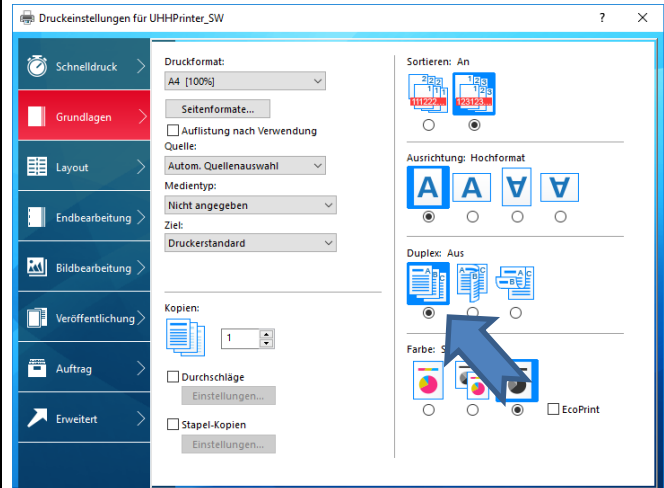 Druckeinstellungen für UHHPrinter_SW
Schnelldruck
Grundlagen
Layout
Endbearbeitung
Bildbearbeitung
Veröffentlichung
Auftrag
Erweitert
Druckformat:
A4 [100%]
Seitenformate...
Auflistung nach Verwendung
Quelle:
Autom. Quellenauswahl
Medientyp:
Nicht angegeben
Ziel:
Druckerstandard
Kopien:
1
Durchschläge
Einstellungen...
Stapel-Kopien
Einstellungen...
Sortieren: An
111222...
123123...
Ausrichtung: Hochformat
A A A A
Duplex: Aus
A B C
A B C
A B C
Farbe: S
EcoPrint